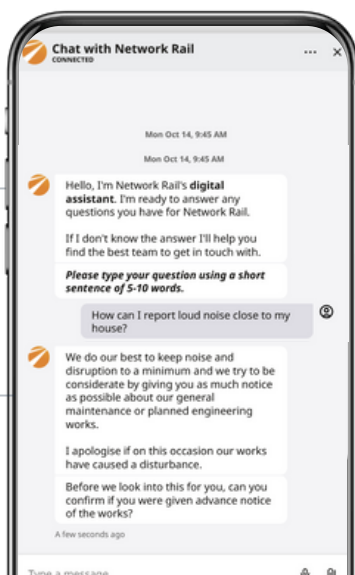 Chat with Network Rail
CONNECTED
Mon Oct 14, 9:45 AM
Mon Oct 14, 9:45 AM
Hello, I'm Network Rail's digital
assistant. I'm ready to answer any
questions you have for Network Rail.
If I don't know the answer I'll help you
find the best team to get in touch with.
Please type your question using a short
sentence of 5-10 words.
How can I report loud noise close to my
house?
We do our best to keep noise and
disruption to a minimum and we try to be
considerate by giving you as much notice
as possible about our general
maintenance or planned engineering
works.
I apologise if on this occasion our works
have caused a disturbance.
Before we look into this for you, can you
confirm if you were given advance notice
of the works?
A few seconds ago
Type a message